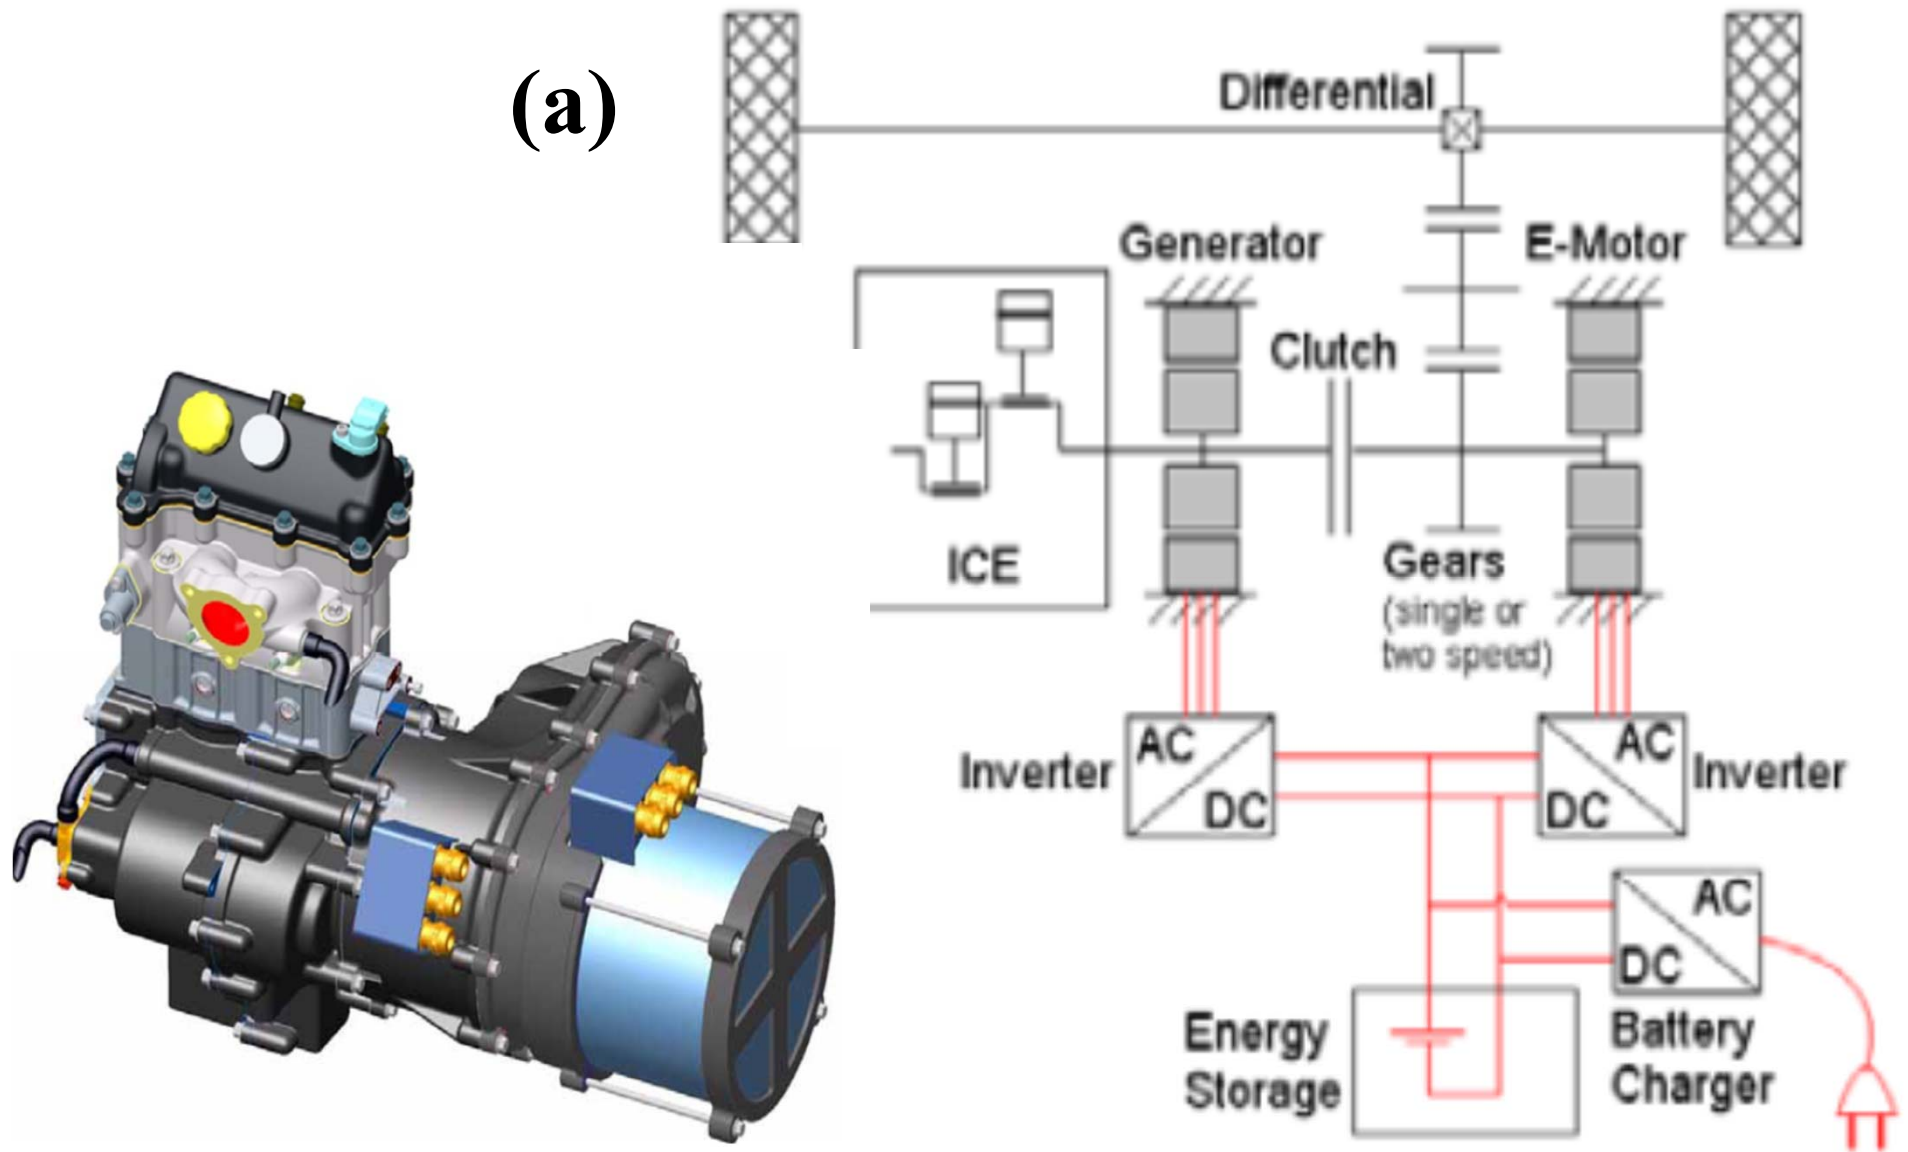 (a)
Differential
Generator
E-Motor
Clutch
ICE
Gears
(single or
two speed)
Inverter
AC
DC
AC
DC
Inverter
AC
DC
Energy
Storage
Battery
Charger